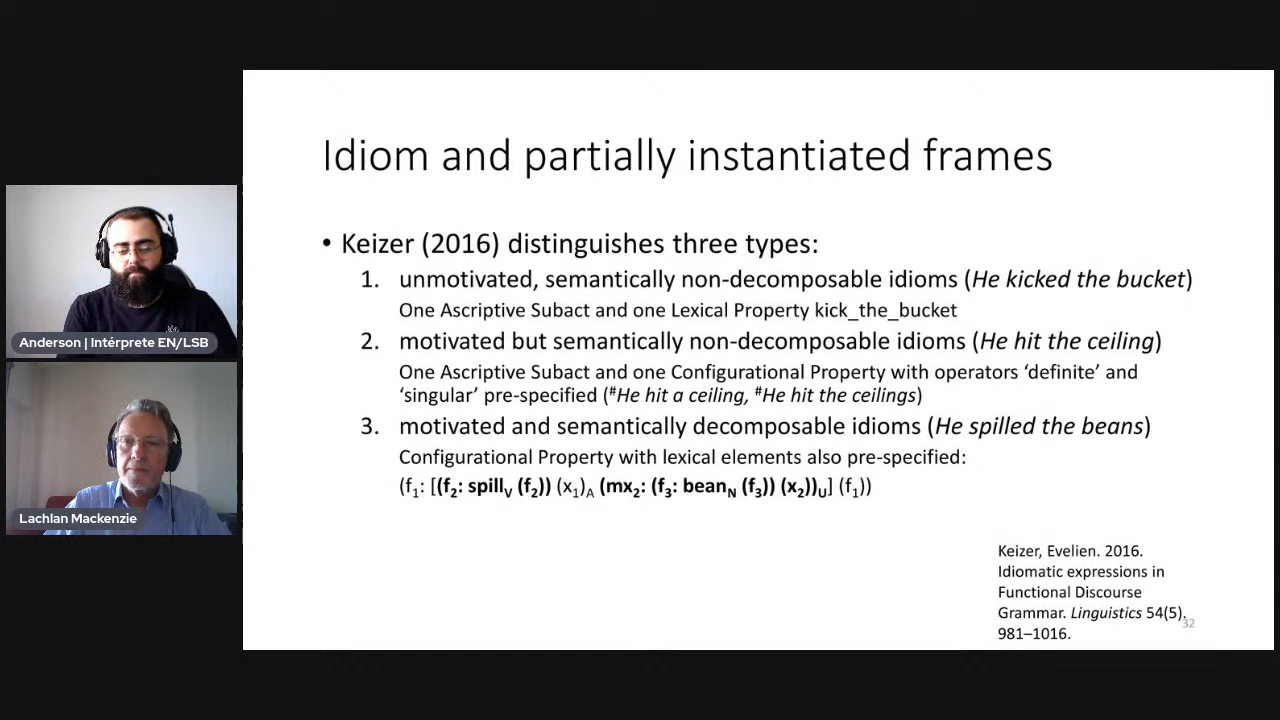 Idiom and partially instantiated frames
• Keizer (2016) distinguishes three types:
1. unmotivated, semantically non-decomposable idioms (He kicked the bucket)
One Ascriptive Subact and one Lexical Property kick_the_bucket
2. motivated but semantically non-decomposable idioms (He hit the ceiling)
One Ascriptive Subact and one Configurational Property with operators ‘definite’ and
‘singular’ pre-specified (#He hit a ceiling, #He hit the ceilings)
3. motivated and semantically decomposable idioms (He spilled the beans)
Configurational Property with lexical elements also pre-specified:
(f1: [(f2: spillV (f2)) (x1)A (mx2: (f3: beanN (f3)) (x2))U] (f1))
Keizer, Evelien. 2016.
Idiomatic expressions in
Functional Discourse
Grammar. Linguistics 54(5).
981–1016.
32
Anderson | Intérprete EN/LSB
Lachlan Mackenzie